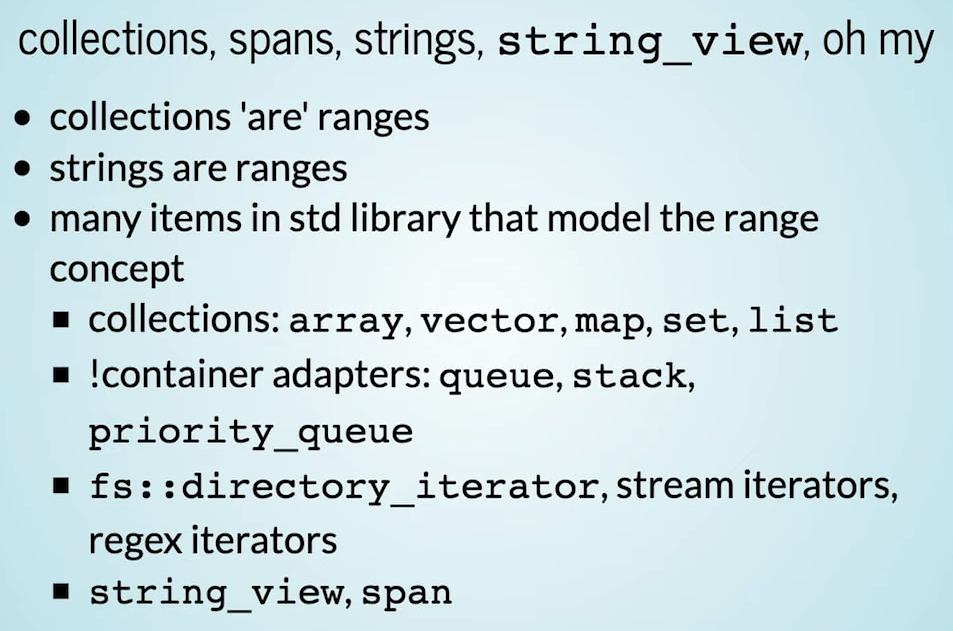 collections, spans, strings, string_view, oh my
• collections 'are' ranges
• strings are ranges
• many items in std library that model the range
concept
▪ collections: array, vector, map, set, list
▪ !container adapters: queue, stack,
priority_queue
▪ fs::directory_iterator, stream iterators,
regex iterators
▪ string_view, span